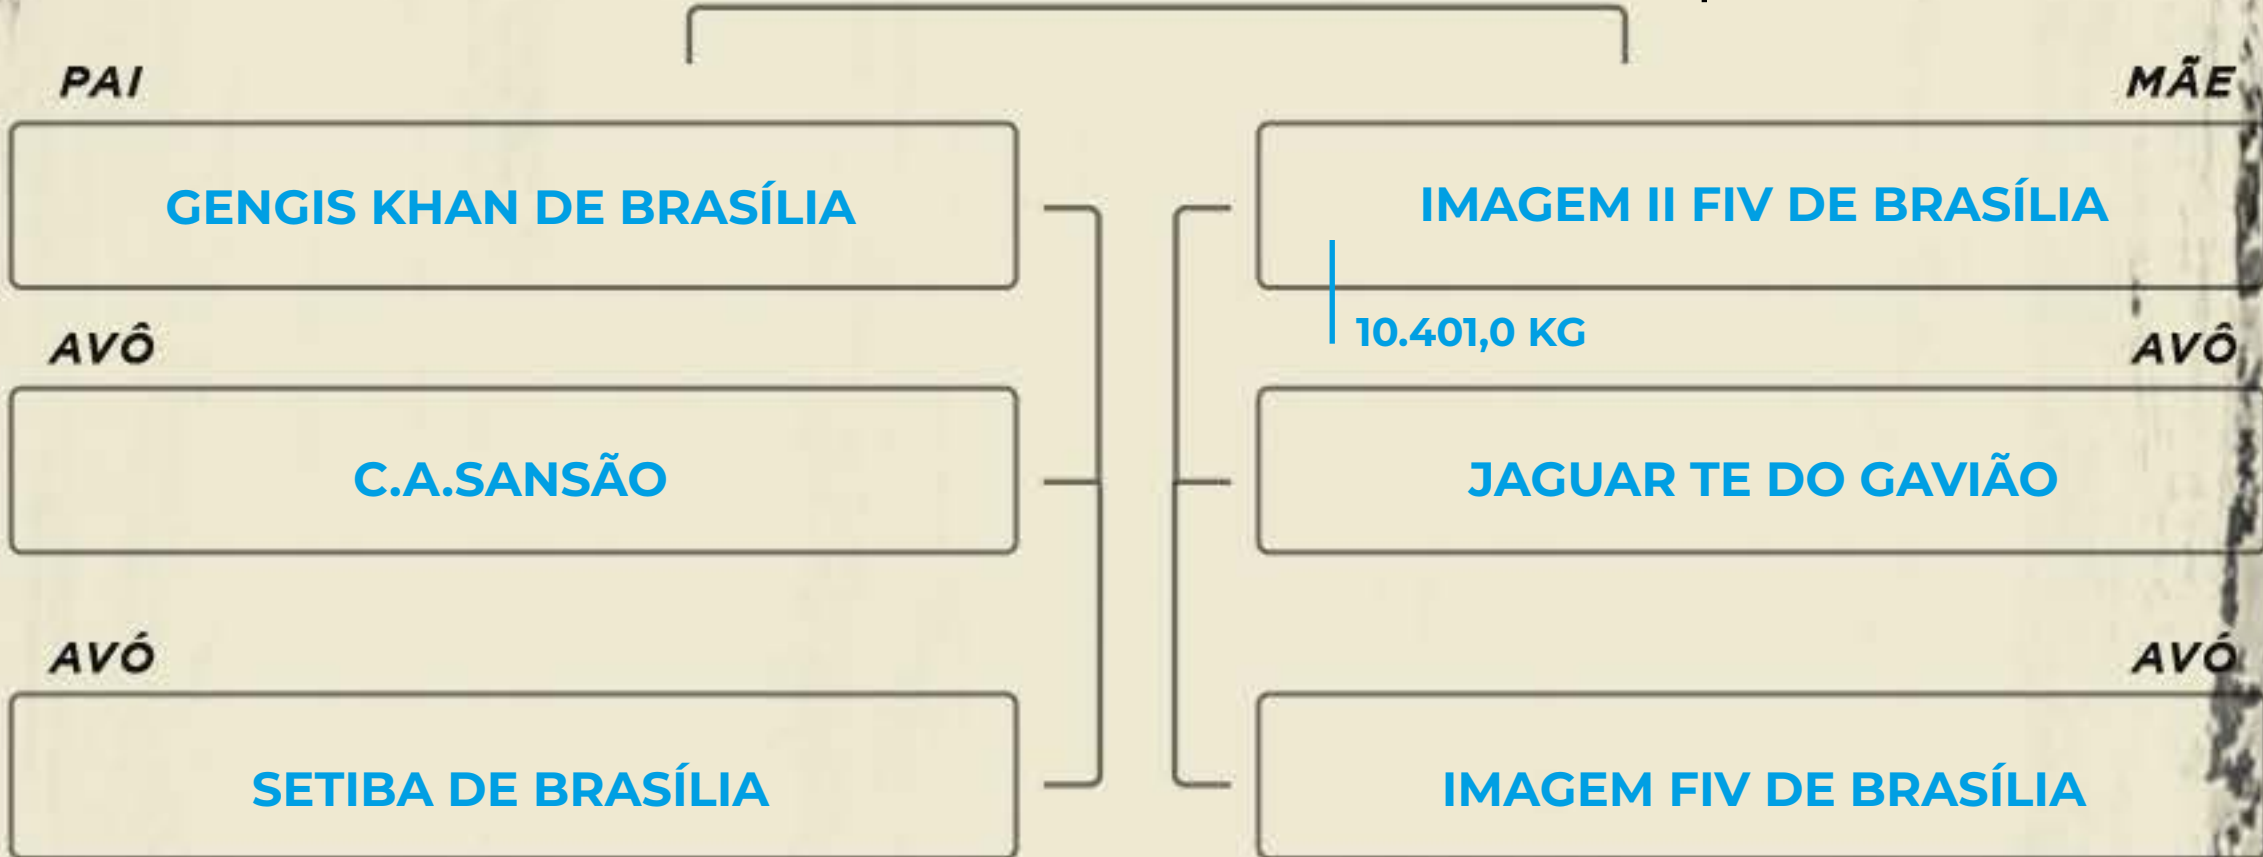 PAI
MÃE
GENGIS KHAN DE BRASÍLIA
IMAGEM II FIV DE BRASÍLIA
10.401,0 KG
AVÔ
AVÔ
C.A.SANSÃO
JAGUAR TE DO GAVIÃO
AVÓ
AVÓ
SETIBA DE BRASÍLIA
IMAGEM FIV DE BRASÍLIA